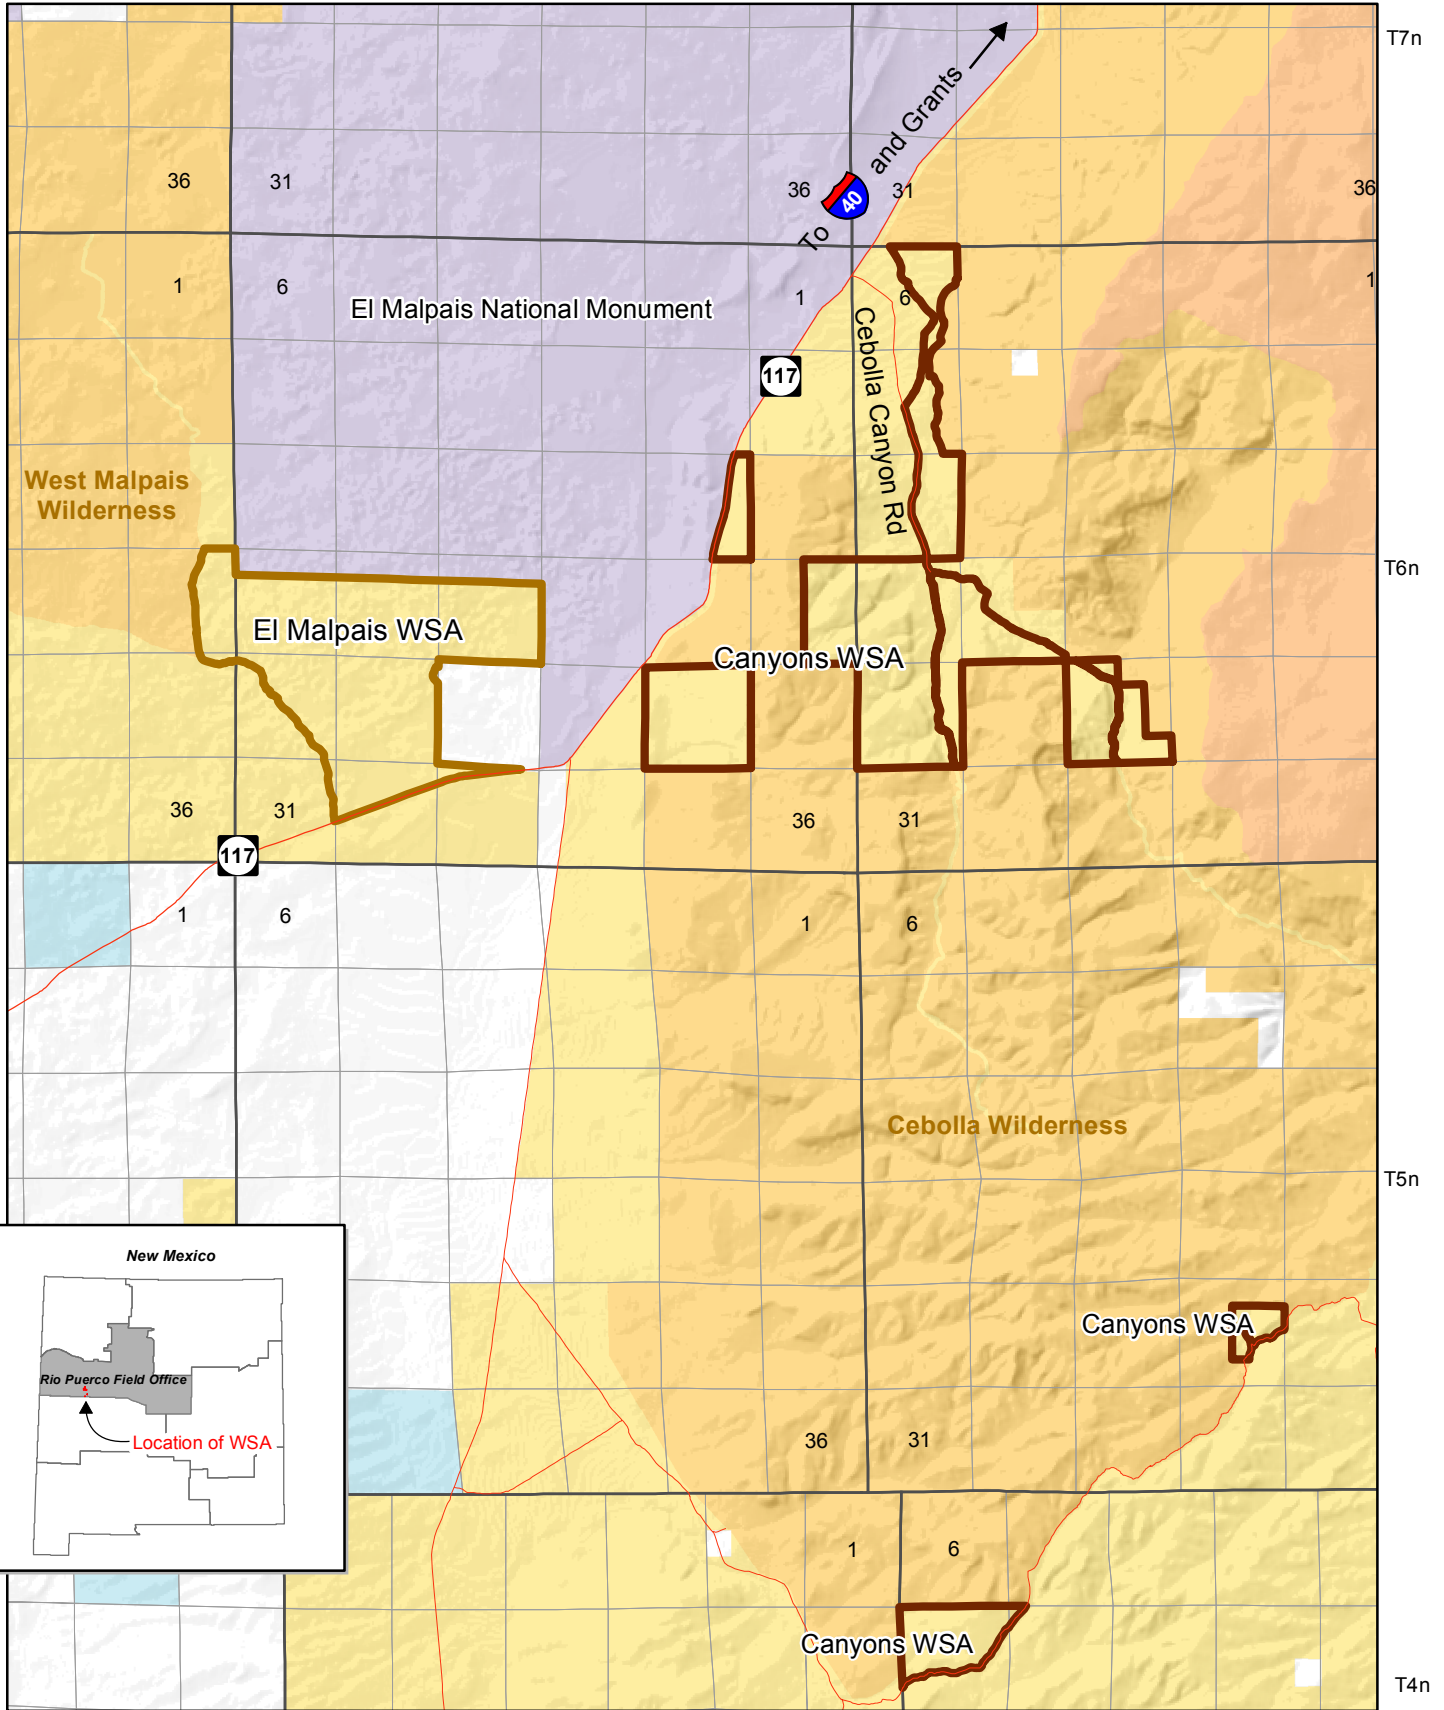 T7n
To
40
and Grants
36
31
36
31
36
1
6
1
6
1
El Malpais National Monument
117
Cebolla Canyon Rd
West Malpais
Wilderness
T6n
El Malpais WSA
Canyons WSA
36
31
36
31
117
1
6
1
6
Cebolla Wilderness
T5n
New Mexico
Rio Puerco Field Office
Location of WSA
Canyons WSA
36
31
1
6
Canyons WSA
T4n